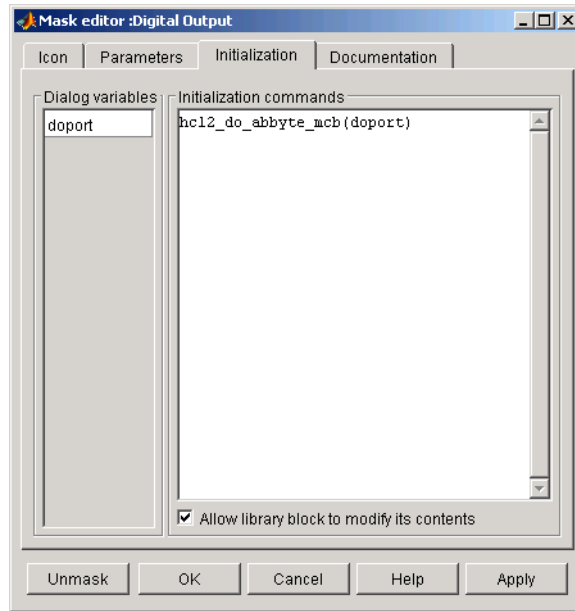 Mask editor :Digital Output
Icon Parameters Initialization Documentation
Dialog variables Initialization commands
doport hcl2_do_abbyte_mcb(doport)
Allow library block to modify its contents
Unmask OK Cancel Help Apply